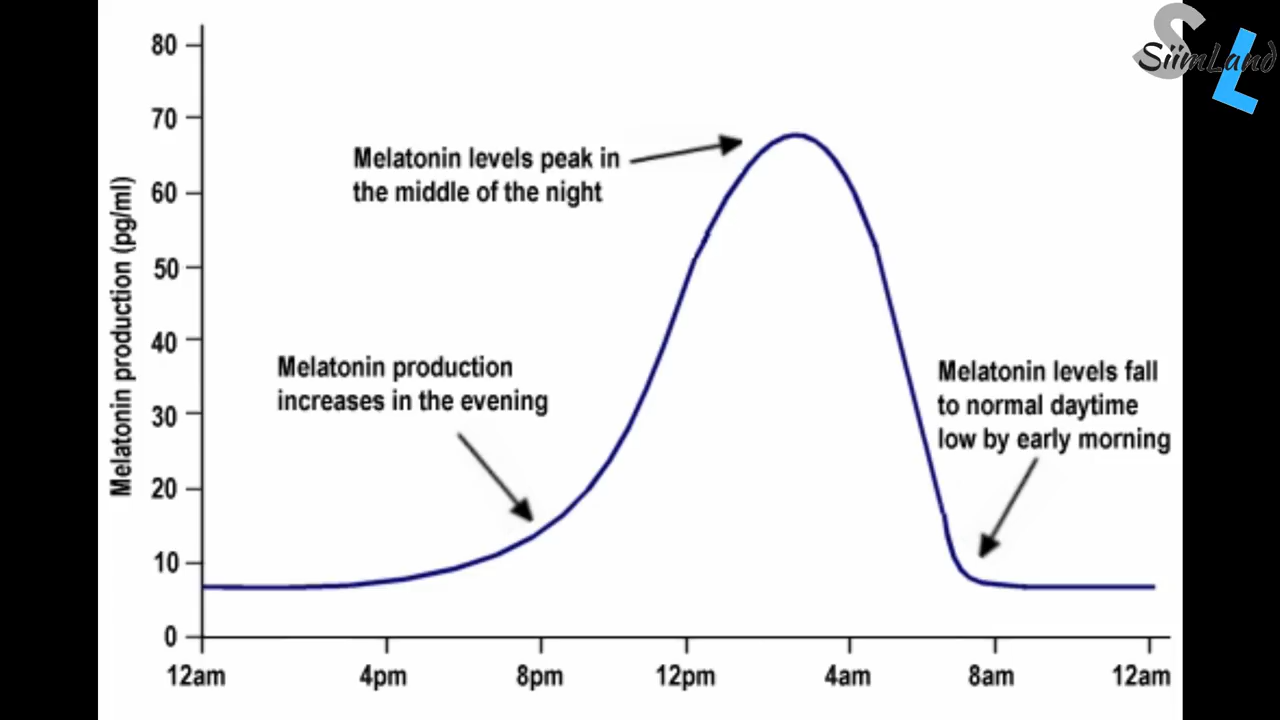 SiimLand
SL
80
70
60
50
40
30
20
10
0
Melatonin production (pg/ml)
Melatonin levels peak in
the middle of the night
Melatonin production
increases in the evening
Melatonin levels fall
to normal daytime
low by early morning
12am 4pm 8pm 12pm 4am 8am 12am